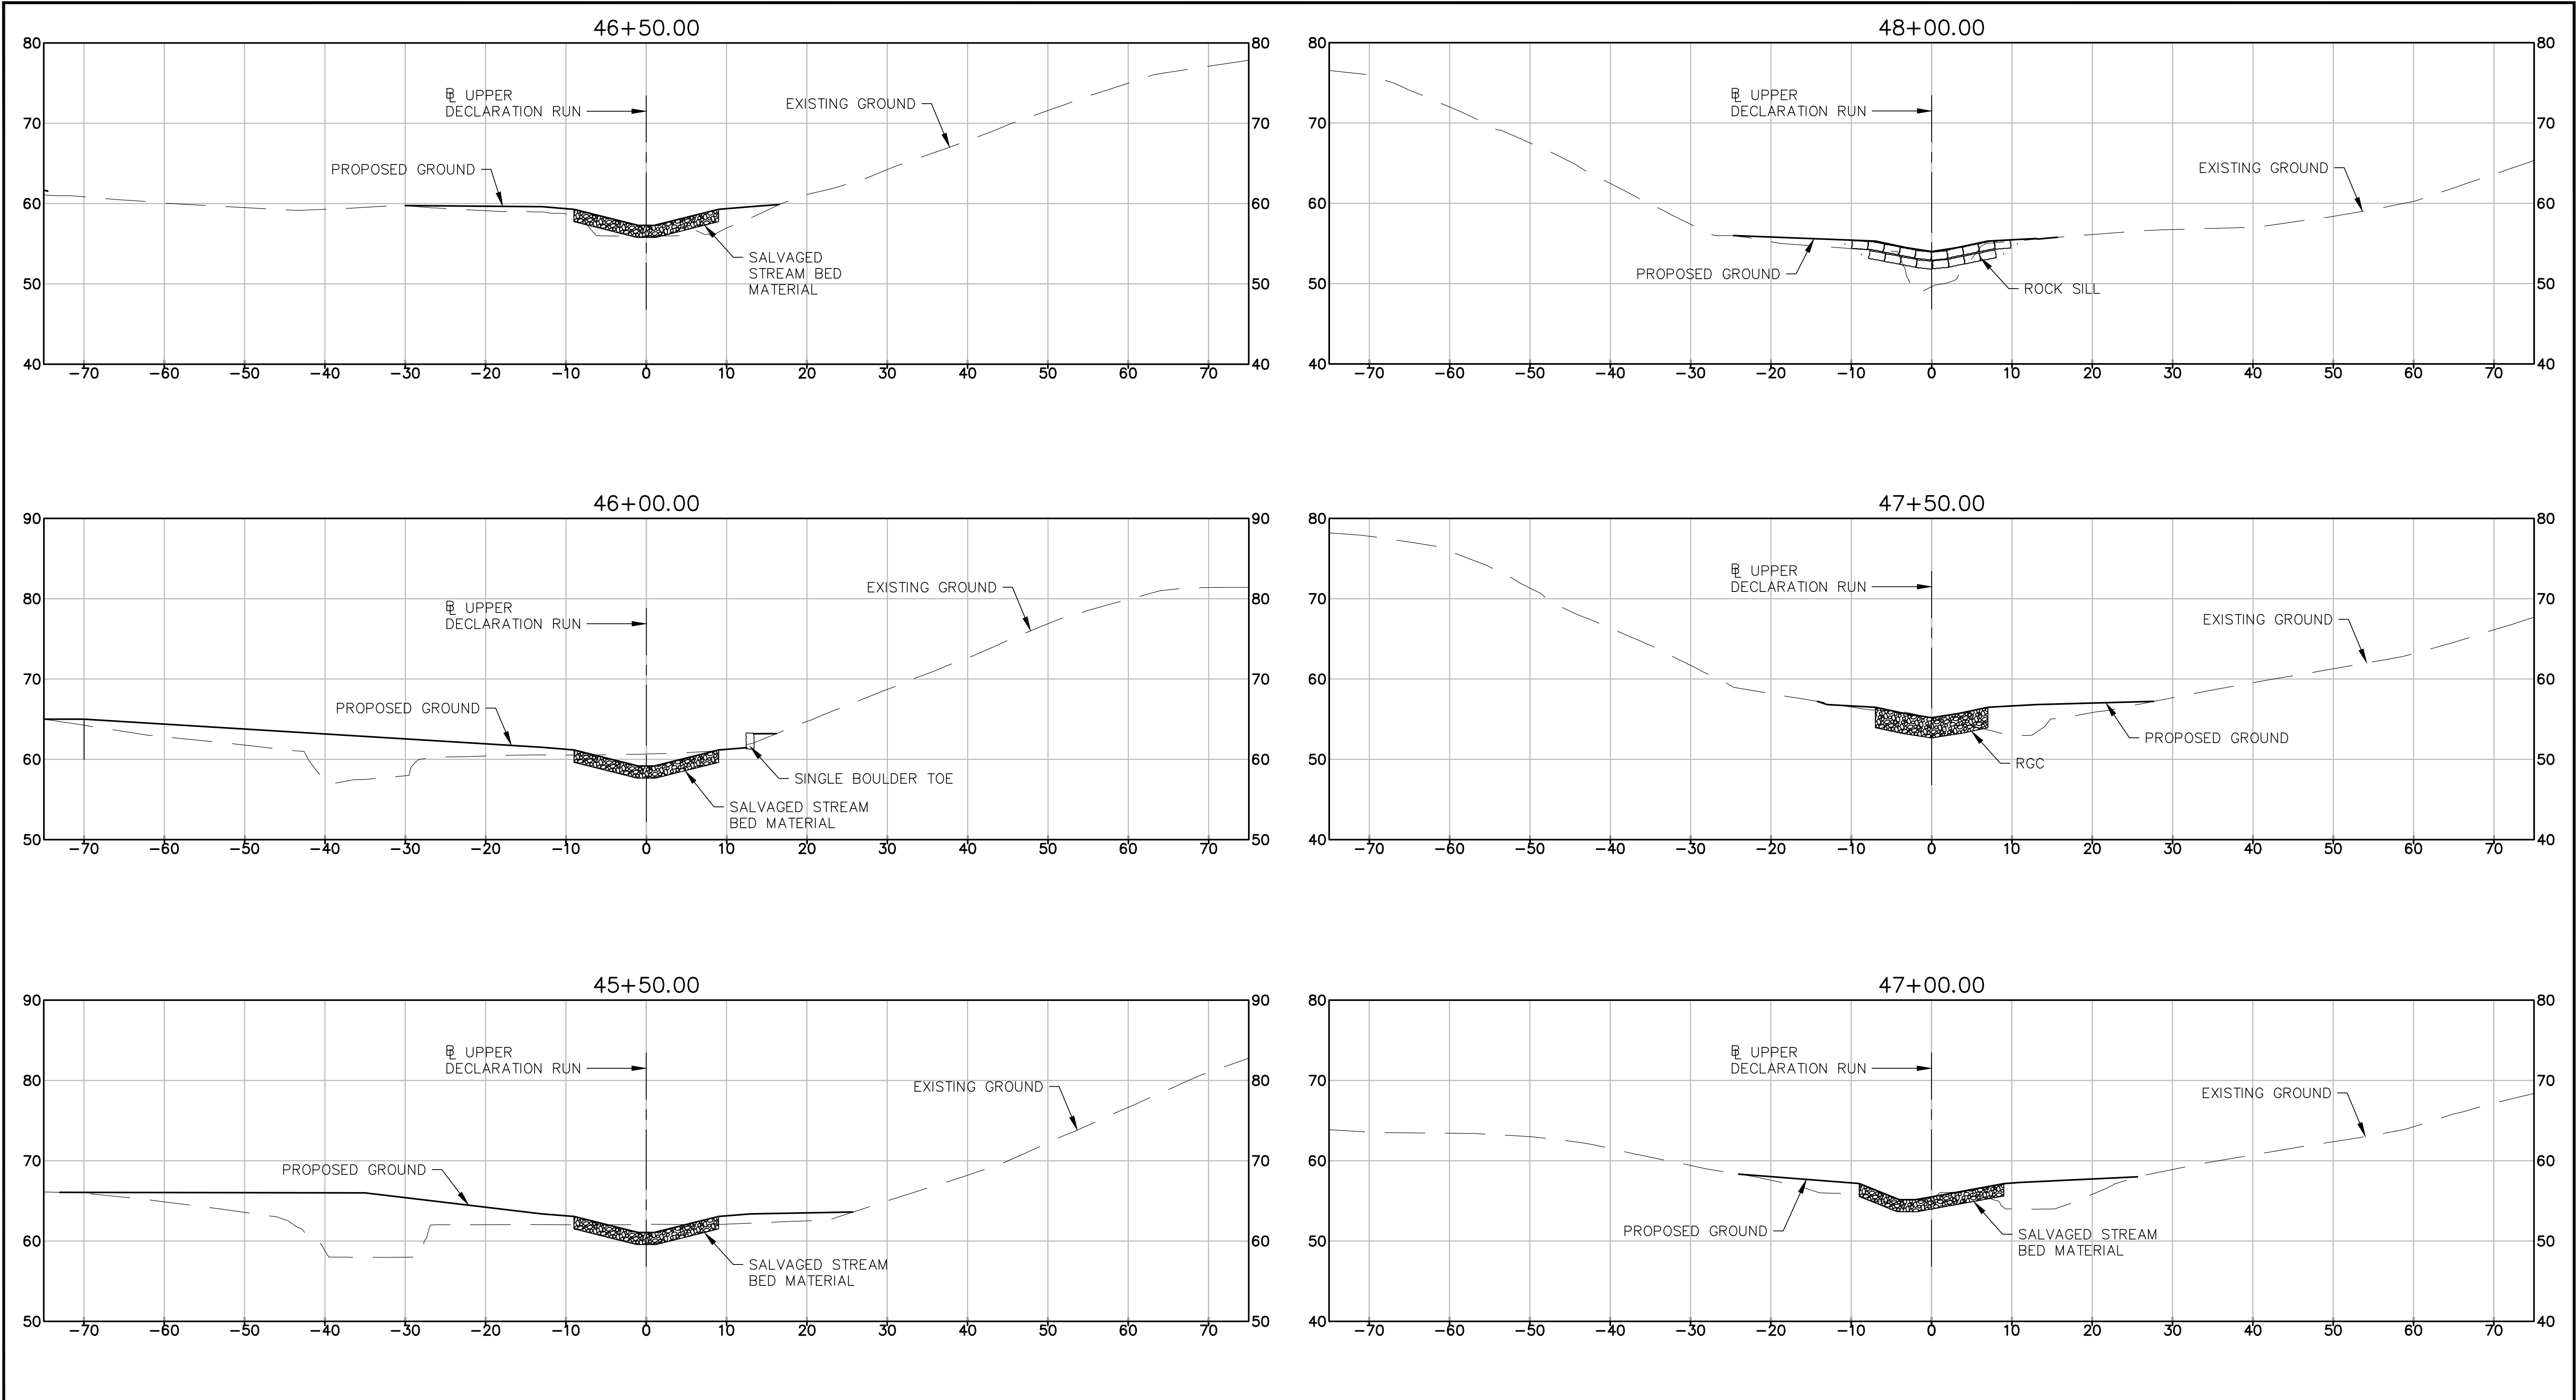 46+50.00
80
80
70
70
60
60
50
50
40
40
℄ UPPER
DECLARATION RUN
EXISTING GROUND
PROPOSED GROUND
SALVAGED
STREAM BED
MATERIAL
-70 -60 -50 -40 -30 -20 -10 0 10 20 30 40 50 60 70
48+00.00
80
80
70
70
60
60
50
50
40
40
℄ UPPER
DECLARATION RUN
EXISTING GROUND
PROPOSED GROUND
ROCK SILL
-70 -60 -50 -40 -30 -20 -10 0 10 20 30 40 50 60 70
46+00.00
90
90
80
80
70
70
60
60
50
50
℄ UPPER
DECLARATION RUN
EXISTING GROUND
PROPOSED GROUND
SINGLE BOULDER TOE
SALVAGED STREAM
BED MATERIAL
-70 -60 -50 -40 -30 -20 -10 0 10 20 30 40 50 60 70
47+50.00
80
80
70
70
60
60
50
50
40
40
℄ UPPER
DECLARATION RUN
EXISTING GROUND
PROPOSED GROUND
RGC
-70 -60 -50 -40 -30 -20 -10 0 10 20 30 40 50 60 70
45+50.00
90
90
80
80
70
70
60
60
50
50
℄ UPPER
DECLARATION RUN
EXISTING GROUND
PROPOSED GROUND
SALVAGED STREAM
BED MATERIAL
-70 -60 -50 -40 -30 -20 -10 0 10 20 30 40 50 60 70
47+00.00
80
80
70
70
60
60
50
50
40
40
℄ UPPER
DECLARATION RUN
EXISTING GROUND
PROPOSED GROUND
SALVAGED STREAM
BED MATERIAL
-70 -60 -50 -40 -30 -20 -10 0 10 20 30 40 50 60 70